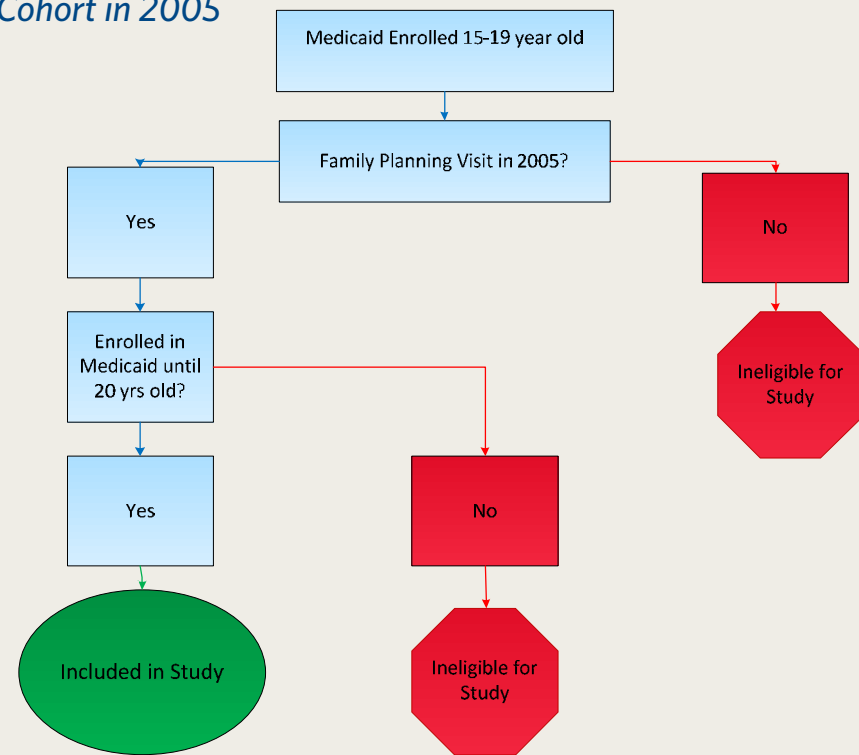 Cohort in 2005
Medicaid Enrolled 15-19 year old
Family Planning Visit in 2005?
Yes
No
Enrolled in
Medicaid until
20 yrs old?
Ineligible for
Study
Yes
No
Included in Study
Ineligible for
Study